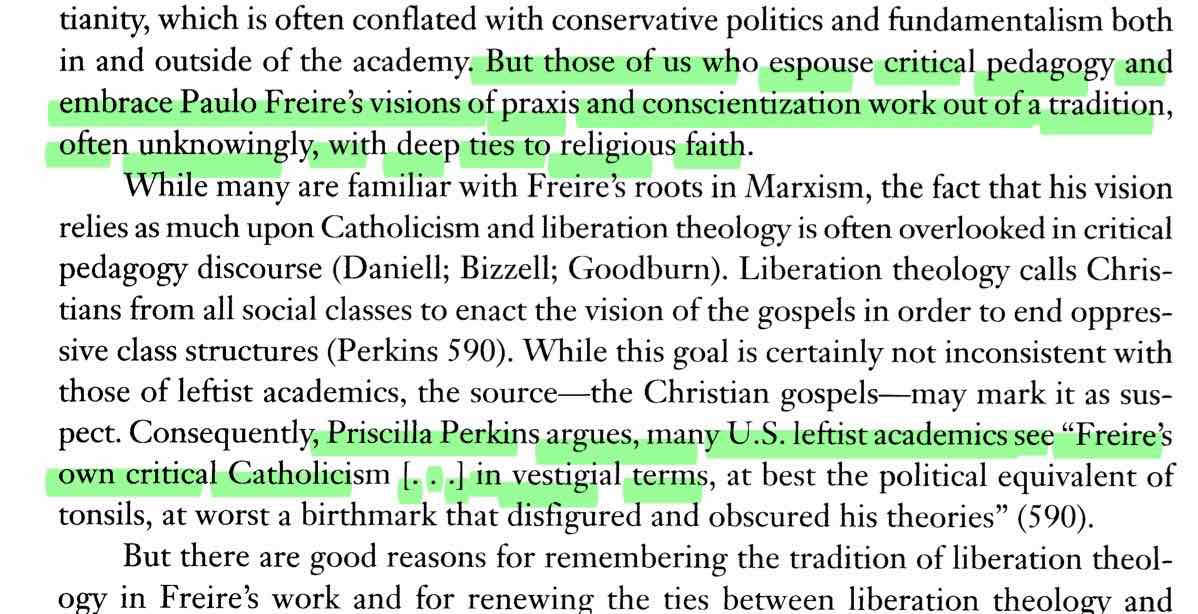 tianity, which is often conflated with conservative politics and fundamentalism both
in and outside of the academy. But those of us who espouse critical pedagogy and
embrace Paulo Freire’s visions of praxis and conscientization work out of a tradition,
often unknowingly, with deep ties to religious faith.
While many are familiar with Freire’s roots in Marxism, the fact that his vision
relies as much upon Catholicism and liberation theology is often overlooked in critical
pedagogy discourse (Daniell; Bizzell; Goodburn). Liberation theology calls Chris-
tians from all social classes to enact the vision of the gospels in order to end oppres-
sive class structures (Perkins 590). While this goal is certainly not inconsistent with
those of leftist academics, the source—the Christian gospels—may mark it as sus-
pect. Consequently, Priscilla Perkins argues, many U.S. leftist academics see “Freire’s
own critical Catholicism [. . .] in vestigial terms, at best the political equivalent of
tonsils, at worst a birthmark that disfigured and obscured his theories” (590).
But there are good reasons for remembering the tradition of liberation theol-
ogy in Freire’s work and for renewing the ties between liberation theology and